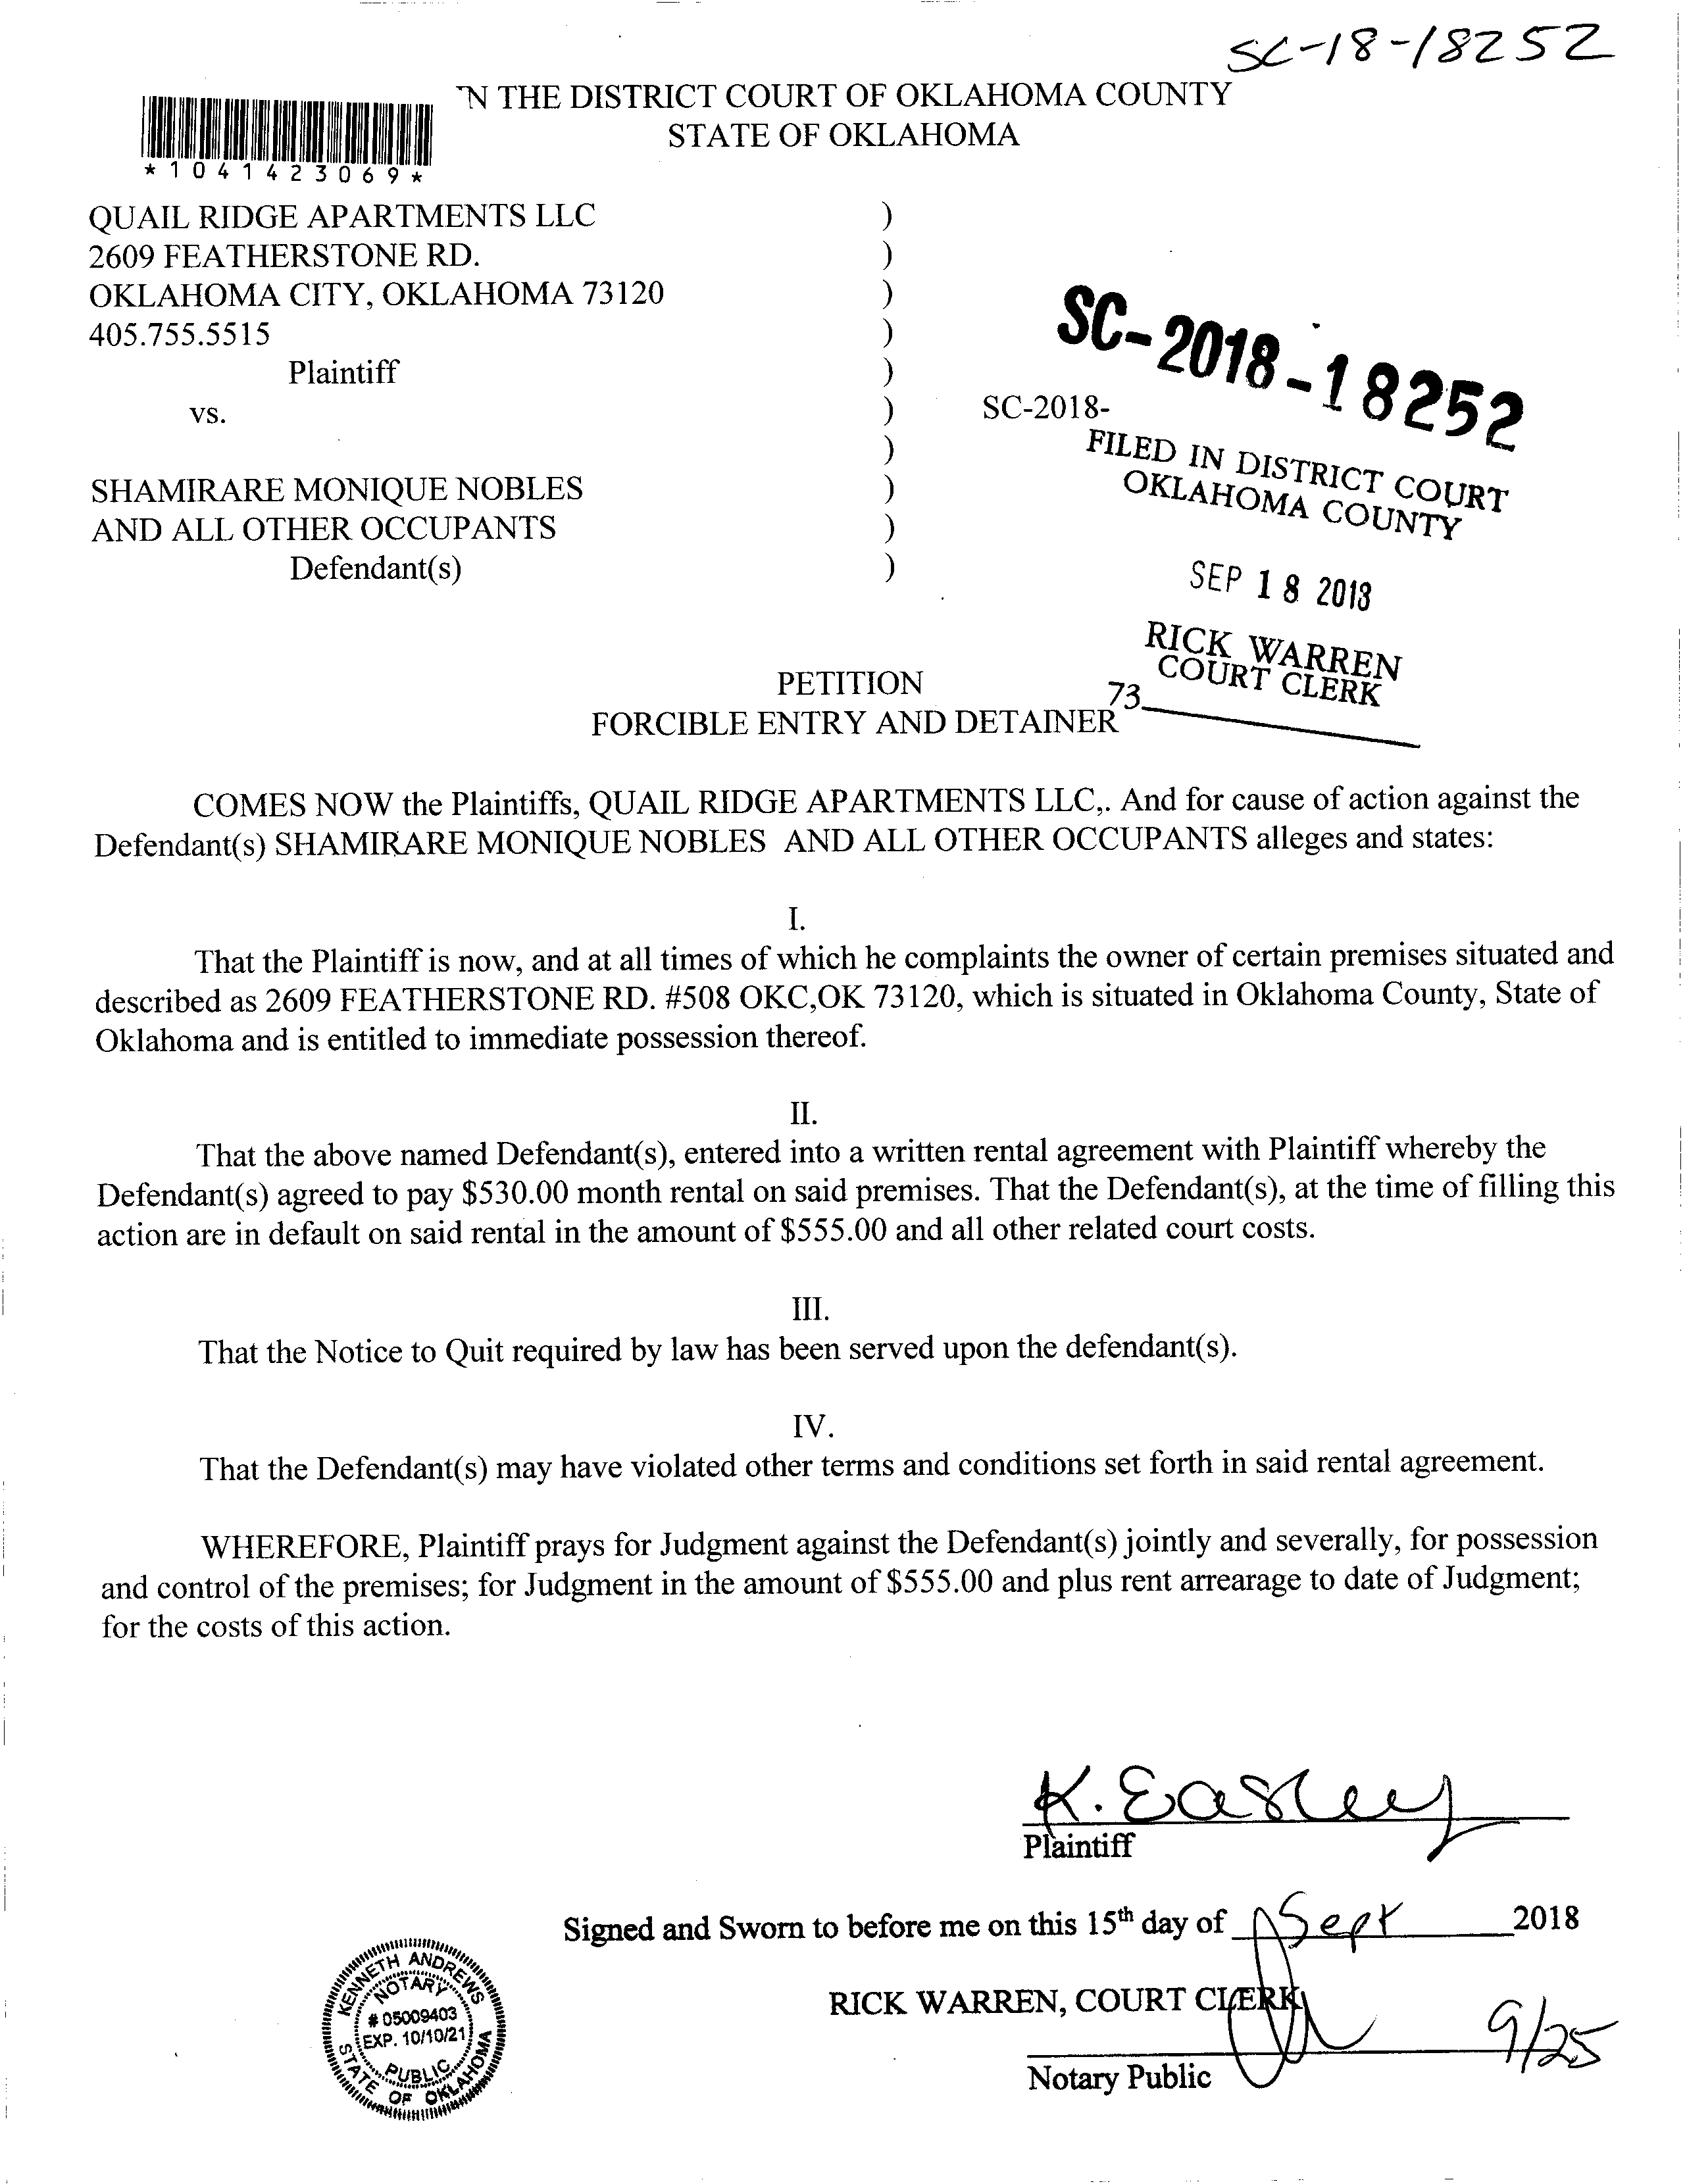 SC-18-18252
N THE DISTRICT COURT OF OKLAHOMA COUNTY
STATE OF OKLAHOMA
*1041423069*
QUAIL RIDGE APARTMENTS LLC )
2609 FEATHERSTONE RD. )
OKLAHOMA CITY, OKLAHOMA 73120 )
405.755.5515 )
Plaintiff )
vs. ) SC-2018-
)
SHAMIRARE MONIQUE NOBLES )
AND ALL OTHER OCCUPANTS )
Defendant(s) )
SC-2018-18252
FILED IN DISTRICT COURT
OKLAHOMA COUNTY
SEP 18 2018
RICK WARREN
COURT CLERK
73
PETITION
FORCIBLE ENTRY AND DETAINER
COMES NOW the Plaintiffs, QUAIL RIDGE APARTMENTS LLC,. And for cause of action against the
Defendant(s) SHAMIRARE MONIQUE NOBLES AND ALL OTHER OCCUPANTS alleges and states:
I.
That the Plaintiff is now, and at all times of which he complaints the owner of certain premises situated and
described as 2609 FEATHERSTONE RD. #508 OKC,OK 73120, which is situated in Oklahoma County, State of
Oklahoma and is entitled to immediate possession thereof.
II.
That the above named Defendant(s), entered into a written rental agreement with Plaintiff whereby the
Defendant(s) agreed to pay $530.00 month rental on said premises. That the Defendant(s), at the time of filling this
action are in default on said rental in the amount of $555.00 and all other related court costs.
III.
That the Notice to Quit required by law has been served upon the defendant(s).
IV.
That the Defendant(s) may have violated other terms and conditions set forth in said rental agreement.
WHEREFORE, Plaintiff prays for Judgment against the Defendant(s) jointly and severally, for possession
and control of the premises; for Judgment in the amount of $555.00 and plus rent arrearage to date of Judgment;
for the costs of this action.
K. Easley
Plaintiff
Signed and Sworn to before me on this 15th day of Sept 2018
RICK WARREN, COURT CLERK
9/25
Notary Public
KENNETH ANDREWS
NOTARY
# 05009403
EXP. 10/10/21
PUBLIC
STATE OF OKLAHOMA